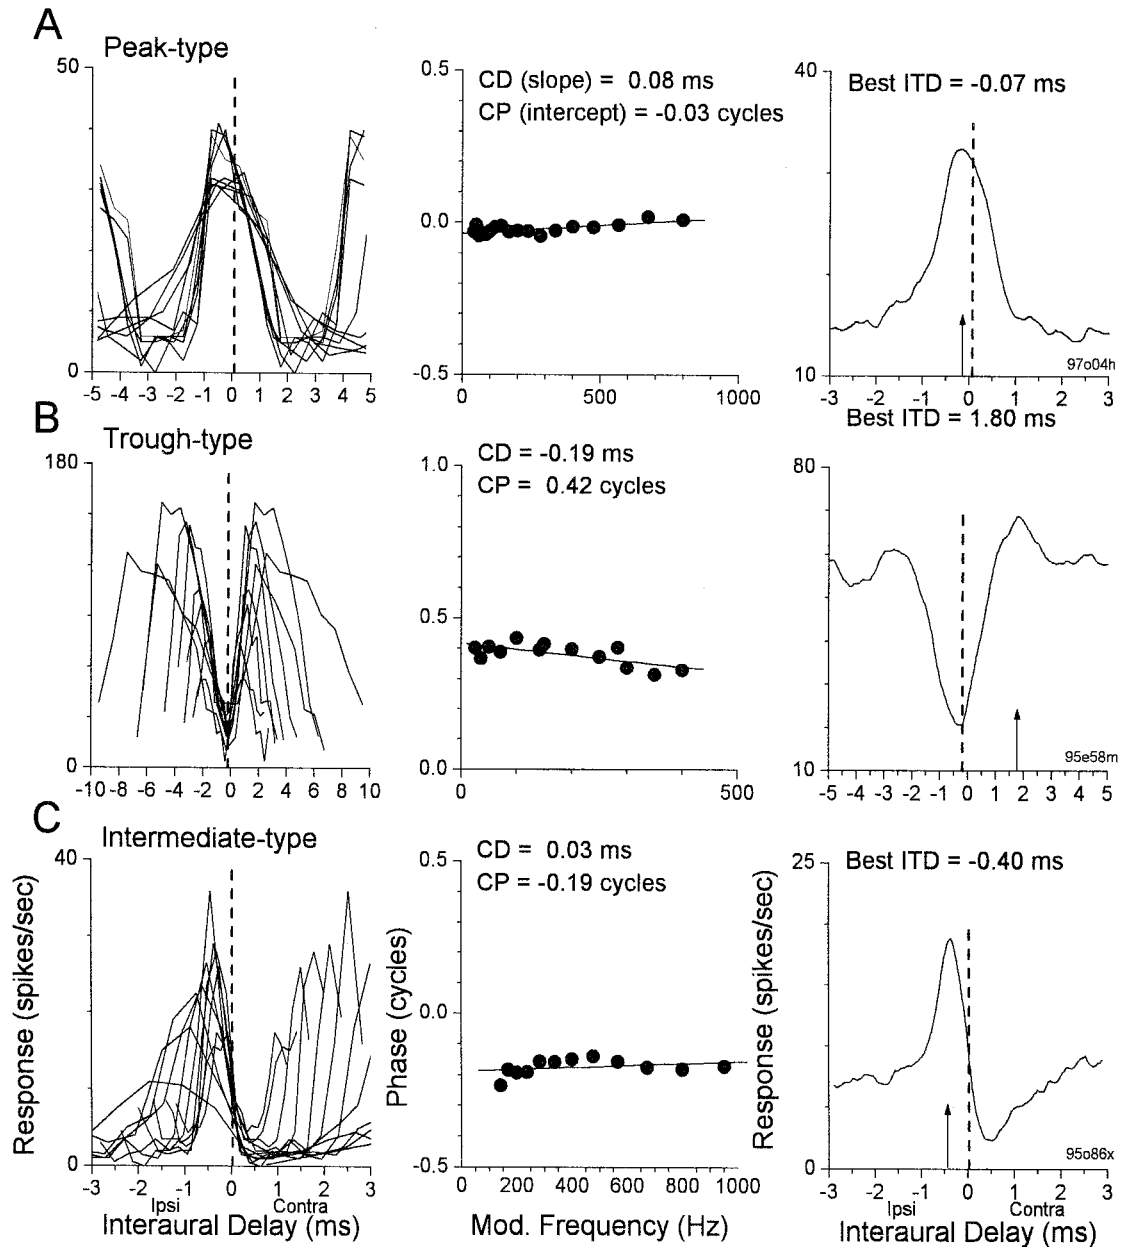 A
Peak-type
50
0
-5 -4 -3 -2 -1 0 1 2 3 4 5
0.5
CD (slope) = 0.08 ms
CP (intercept) = -0.03 cycles
0.0
-0.5
0 500 1000
40
Best ITD = -0.07 ms
97o04h
10
-3 -2 -1 0 1 2 3
B
Trough-type
180
0
-10 -8 -6 -4 -2 0 2 4 6 8 10
1.0
CD = -0.19 ms
CP = 0.42 cycles
0.5
0.0
0 500
Best ITD = 1.80 ms
80
95e58m
10
-5 -4 -3 -2 -1 0 1 2 3 4 5
C
Intermediate-type
40
Response (spikes/sec)
0
-3 -2 -1 0 1 2 3
Ipsi Contra
Interaural Delay (ms)
0.5
CD = 0.03 ms
CP = -0.19 cycles
Phase (cycles)
0.0
-0.5
0 200 400 600 800 1000
Mod. Frequency (Hz)
25
Best ITD = -0.40 ms
Response (spikes/sec)
95o86x
0
-3 -2 -1 0 1 2 3
Ipsi Contra
Interaural Delay (ms)